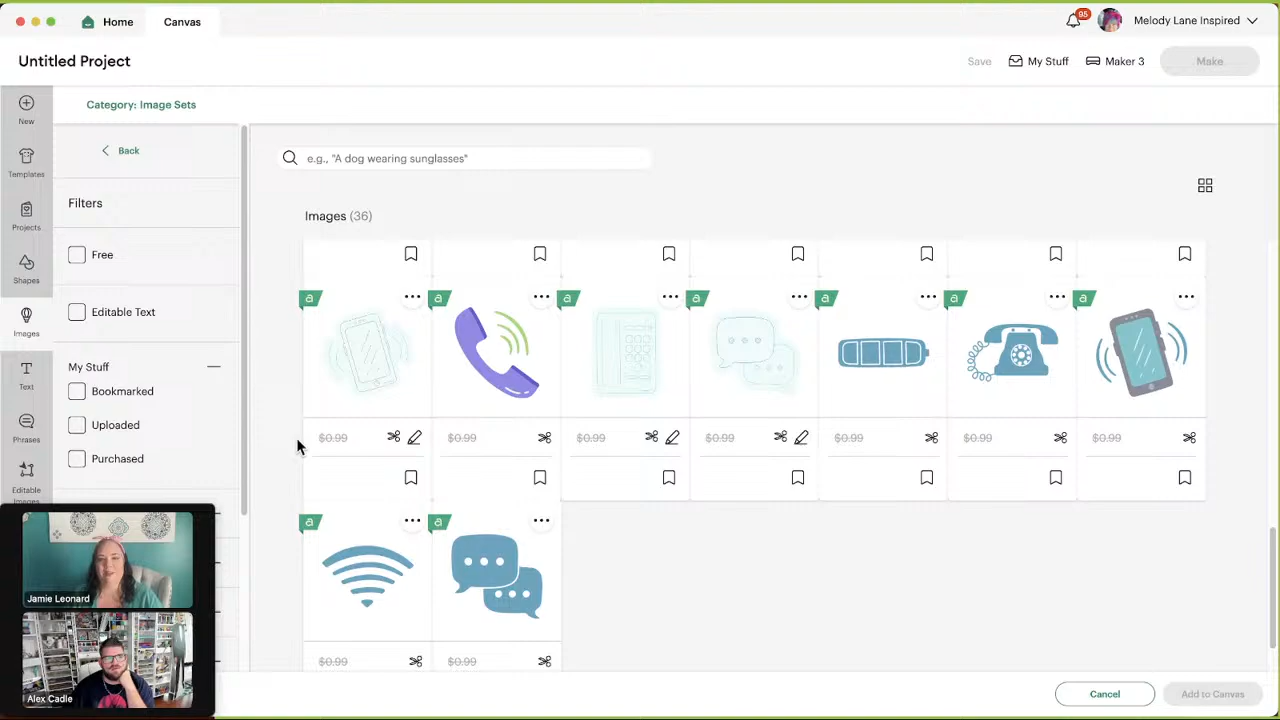 Home
Canvas
95
Melody Lane Inspired
Untitled Project
Save
My Stuff
Maker 3
Make
New
Templates
Projects
Shapes
Images
Text
Phrases
Editable
Images
Category: Image Sets
Back
Filters
Free
Editable Text
My Stuff
Bookmarked
Uploaded
Purchased
e.g., "A dog wearing sunglasses"
Images (36)
a a a a a a a
$0.99 $0.99 $0.99 $0.99 $0.99 $0.99 $0.99
a a
$0.99 $0.99
Jamie Leonard
Alex Cadle
Cancel
Add to Canvas